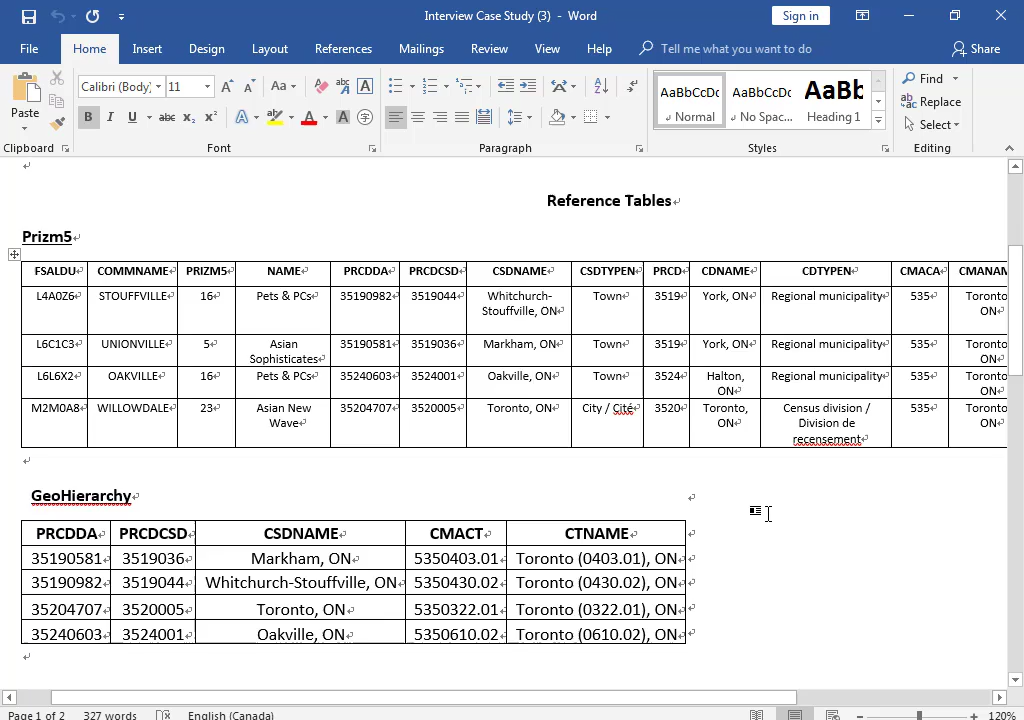 Interview Case Study (3) - Word
Sign in
File Home Insert Design Layout References Mailings Review View Help Tell me what you want to do Share
Paste
Calibri (Body) 11
Aa
B I U abc X₂ X²
Find
Replace
Select
AaBbCcDc AaBbCcDc AaBb
Normal No Spac... Heading 1
Clipboard Font Paragraph Styles Editing
Reference Tables
Prizm5
FSALDU COMMNAME PRIZM5 NAME PRCDDA PRCDCSD CSDNAME CSDTYPEN PRCD CDNAME CDTYPEN CMACA CMANAM
L4A0Z6 STOUFFVILLE 16 Pets & PCs 35190982 3519044 Whitchurch- Town 3519 York, ON Regional municipality 535 Toronto
Stouffville, ON ON
L6C1C3 UNIONVILLE 5 Asian 35190581 3519036 Markham, ON Town 3519 York, ON Regional municipality 535 Toronto
Sophisticates ON
L6L6X2 OAKVILLE 16 Pets & PCs 35240603 3524001 Oakville, ON Town 3524 Halton, Regional municipality 535 Toronto
ON ON
M2M0A8 WILLOWDALE 23 Asian New 35204707 3520005 Toronto, ON City / Cité 3520 Toronto, Census division / 535 Toronto
Wave ON Division de ON
recensement
GeoHierarchy
PRCDDA PRCDCSD CSDNAME CMACT CTNAME
35190581 3519036 Markham, ON 5350403.01 Toronto (0403.01), ON
35190982 3519044 Whitchurch-Stouffville, ON 5350430.02 Toronto (0430.02), ON
35204707 3520005 Toronto, ON 5350322.01 Toronto (0322.01), ON
35240603 3524001 Oakville, ON 5350610.02 Toronto (0610.02), ON
Page 1 of 2 327 words English (Canada) 120%